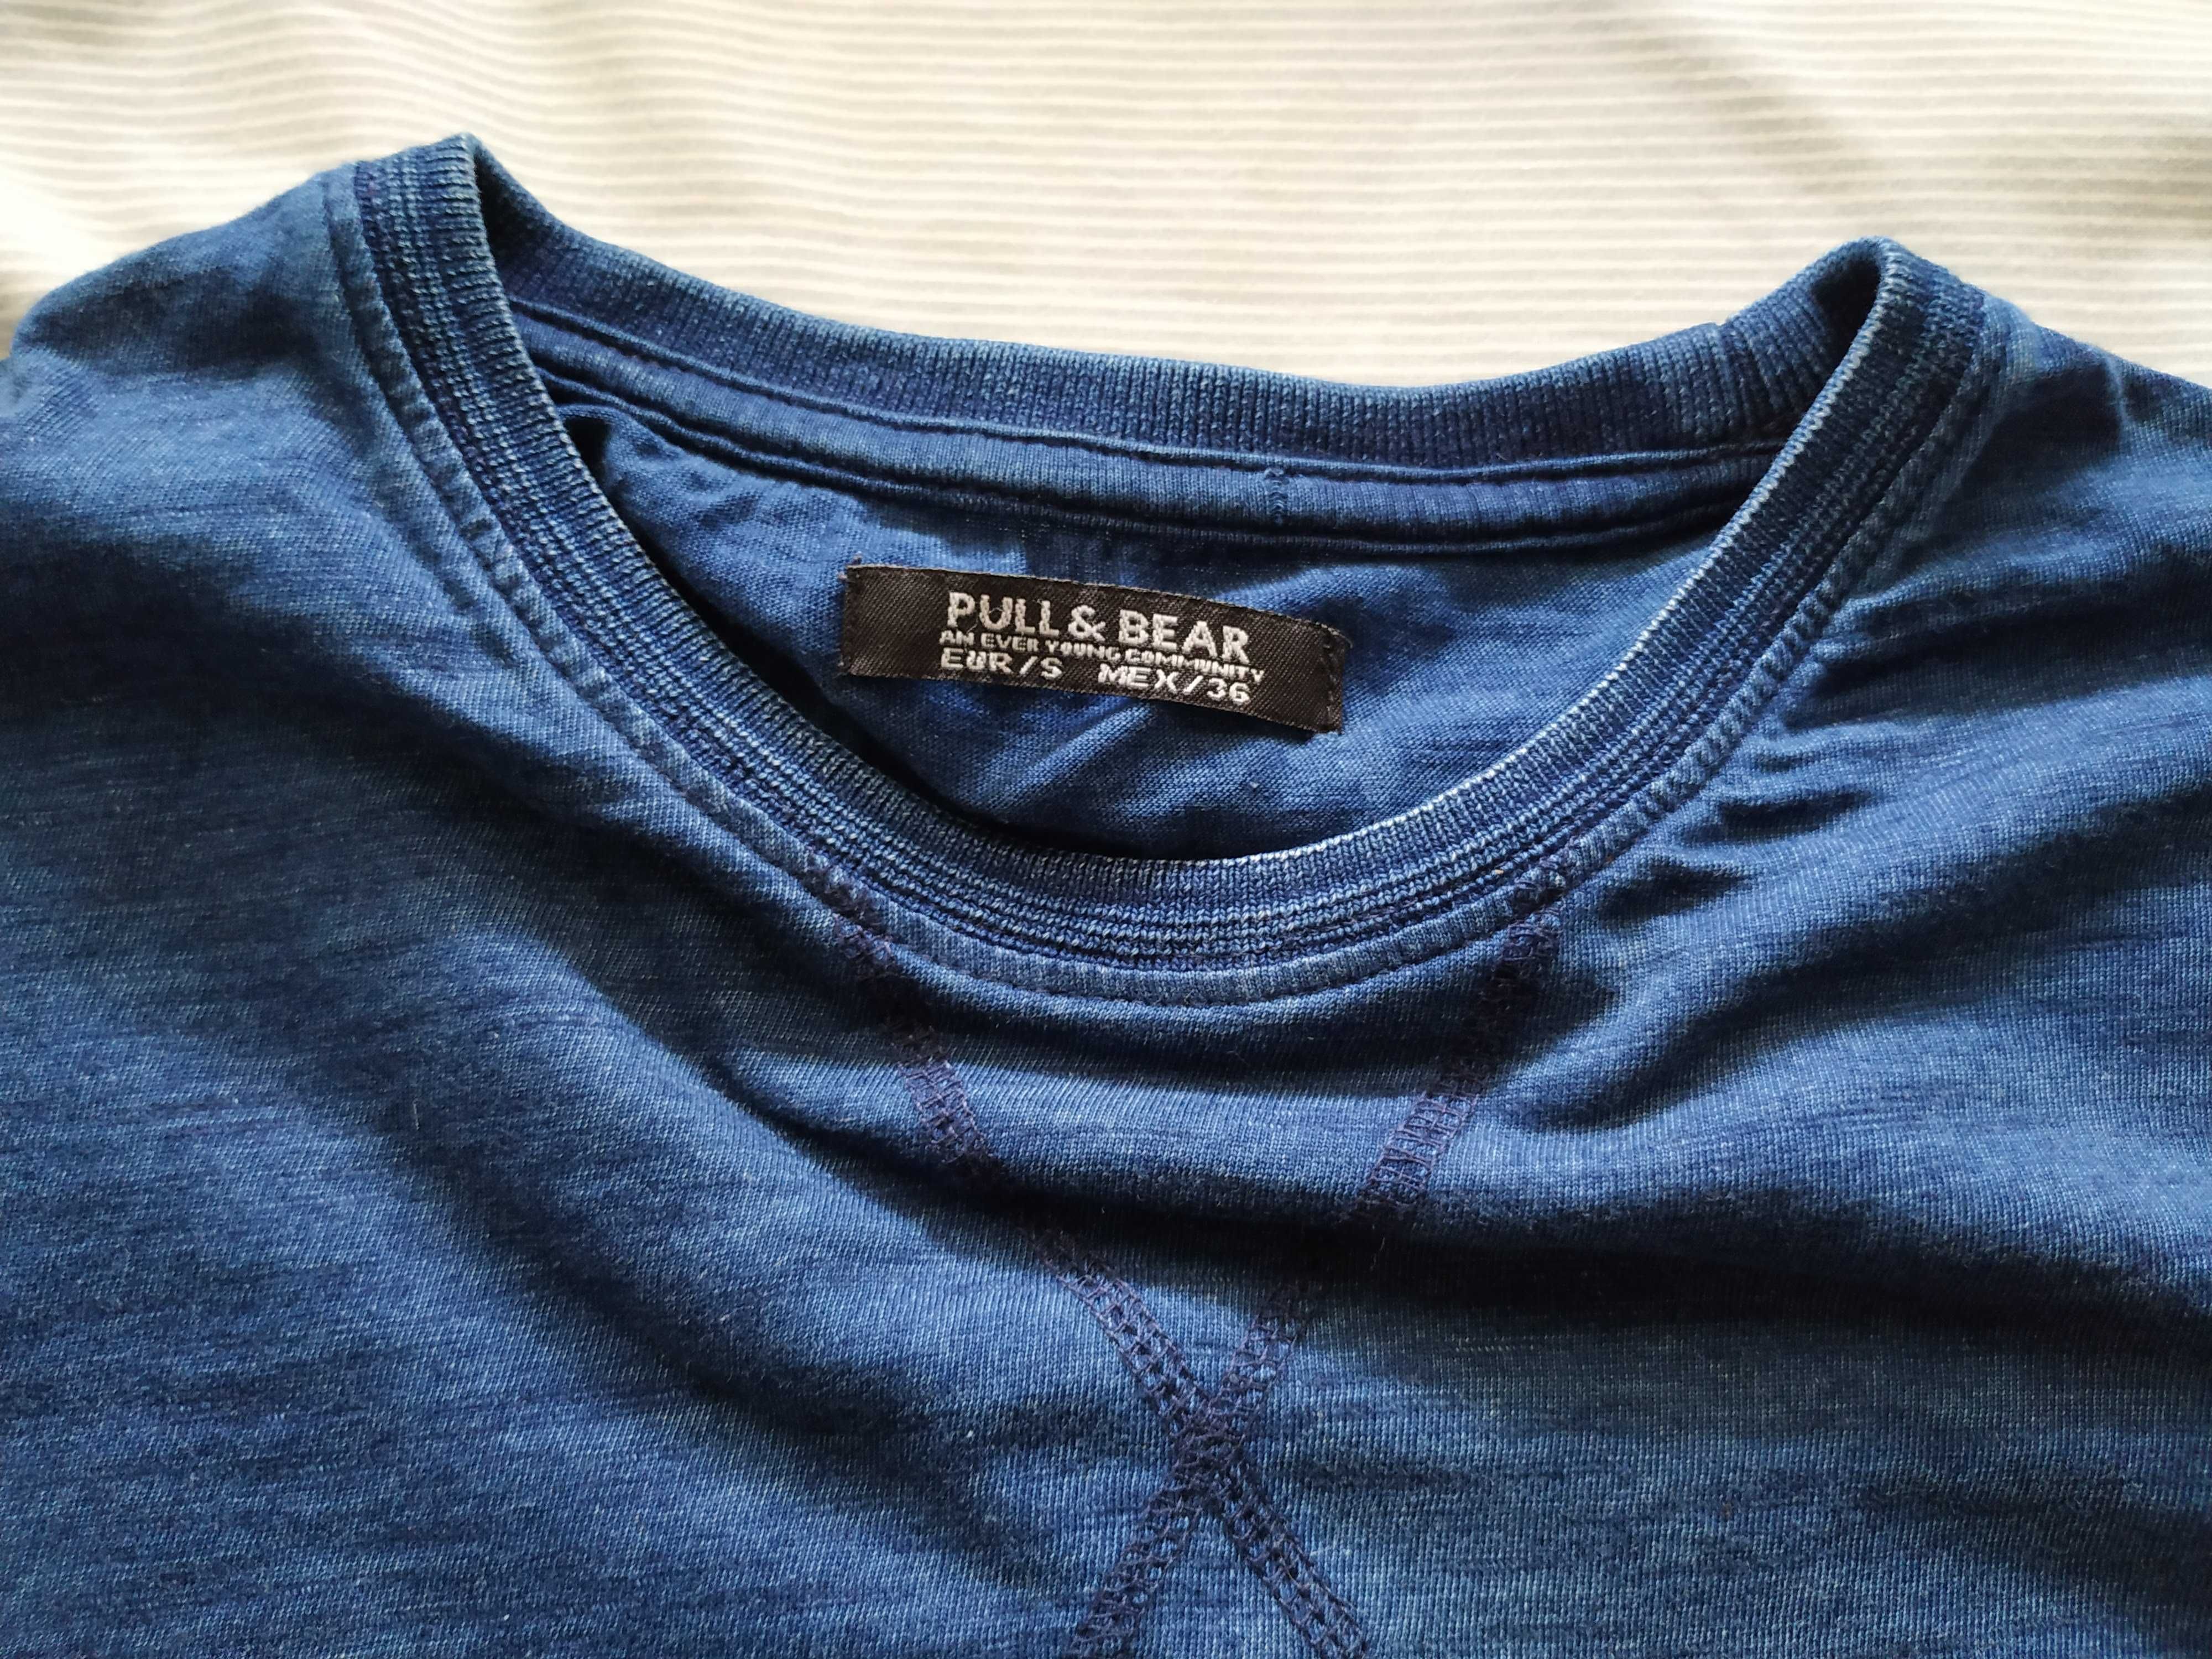 PULL & BEAR
AN EVER YOUNG COMMUNITY
EUR/S MEX/36